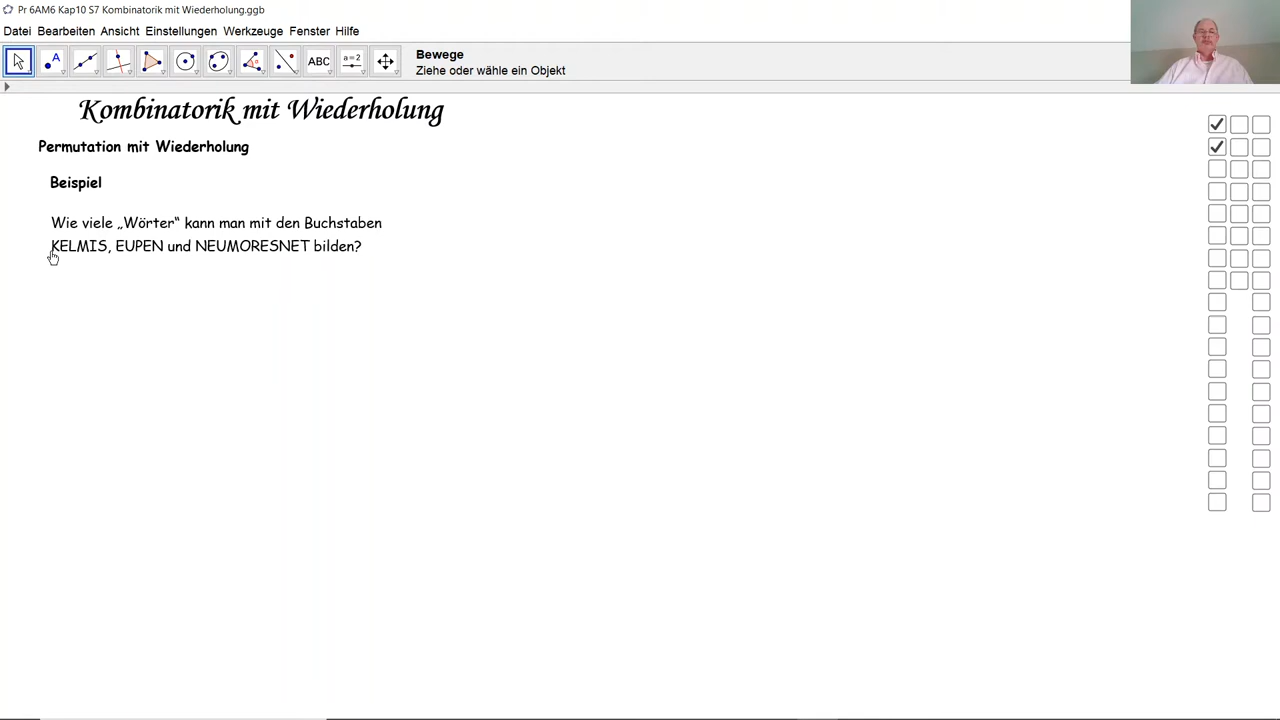 Pr 6AM6 Kap10 S7 Kombinatorik mit Wiederholung.ggb
Datei Bearbeiten Ansicht Einstellungen Werkzeuge Fenster Hilfe
A
α
ABC
a=2
Bewege
Ziehe oder wähle ein Objekt
Kombinatorik mit Wiederholung
Permutation mit Wiederholung
Beispiel
Wie viele „Wörter“ kann man mit den Buchstaben
KELMIS, EUPEN und NEUMORESNET bilden?